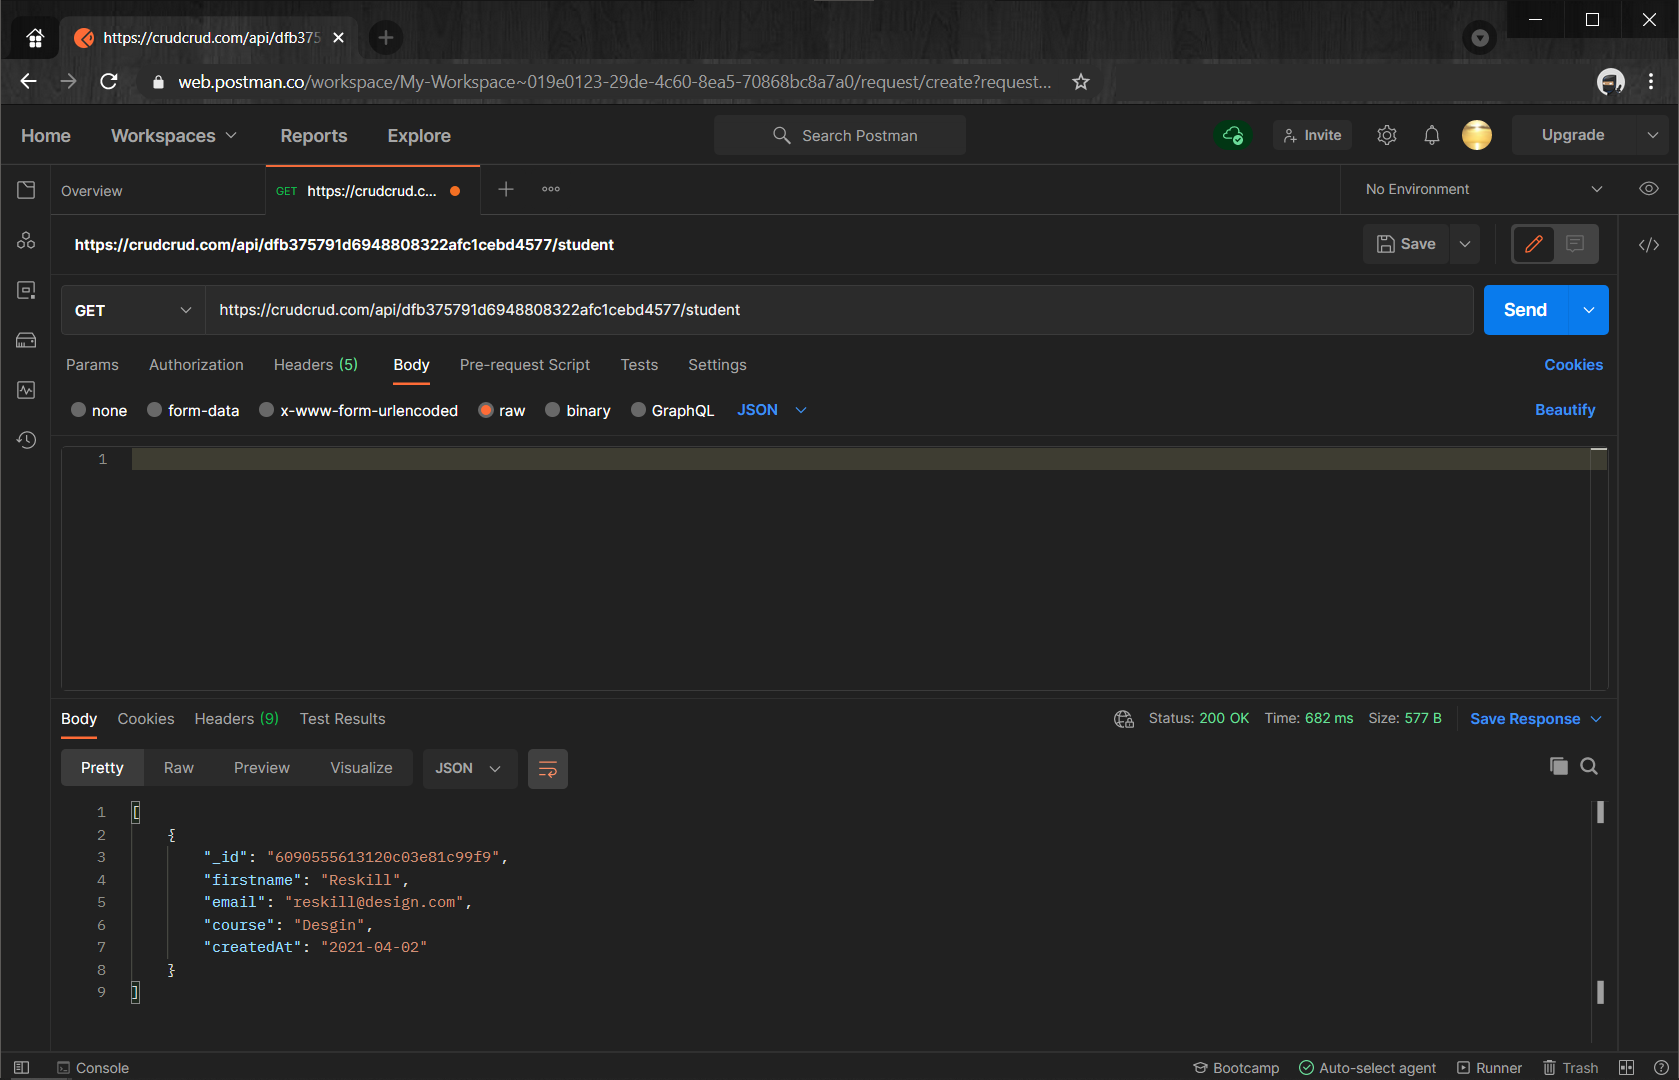 https://crudcrud.com/api/dfb375
web.postman.co/workspace/My-Workspace~019e0123-29de-4c60-8ea5-70868bc8a7a0/request/create?request...
Home Workspaces Reports Explore Search Postman Invite Upgrade
Overview GET https://crudcrud.c... No Environment
https://crudcrud.com/api/dfb375791d6948808322afc1cebd4577/student Save
GET https://crudcrud.com/api/dfb375791d6948808322afc1cebd4577/student Send
Params Authorization Headers (5) Body Pre-request Script Tests Settings Cookies
none form-data x-www-form-urlencoded raw binary GraphQL JSON Beautify
1
Body Cookies Headers (9) Test Results Status: 200 OK Time: 682 ms Size: 577 B Save Response
Pretty Raw Preview Visualize JSON
1 [
2 {
3 "_id": "6090555613120c03e81c99f9",
4 "firstname": "Reskill",
5 "email": "reskill@design.com",
6 "course": "Desgin",
7 "createdAt": "2021-04-02"
8 }
9 ]
Console Bootcamp Auto-select agent Runner Trash